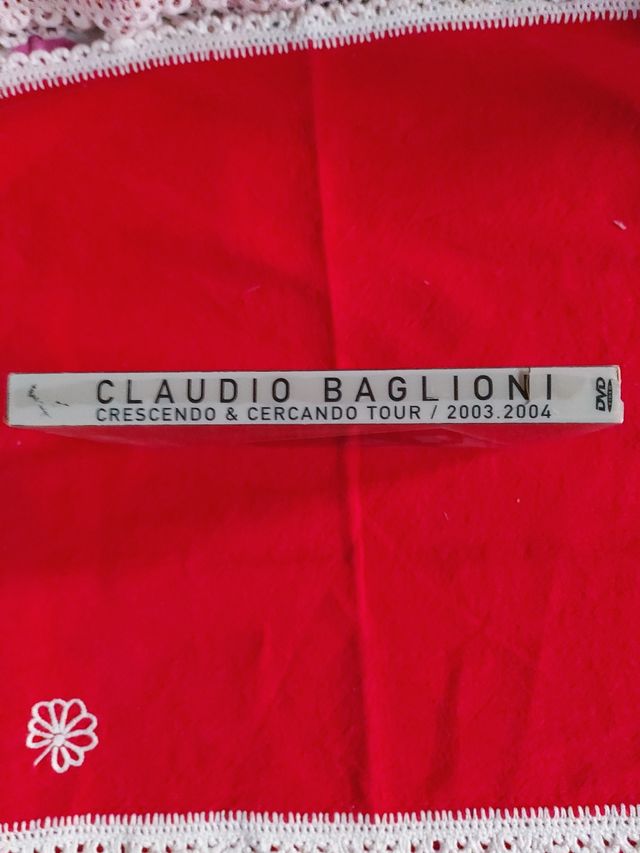 CLAUDIO BAGLIONI
CRESCENDO & CERCANDO TOUR / 2003.2004
DVD